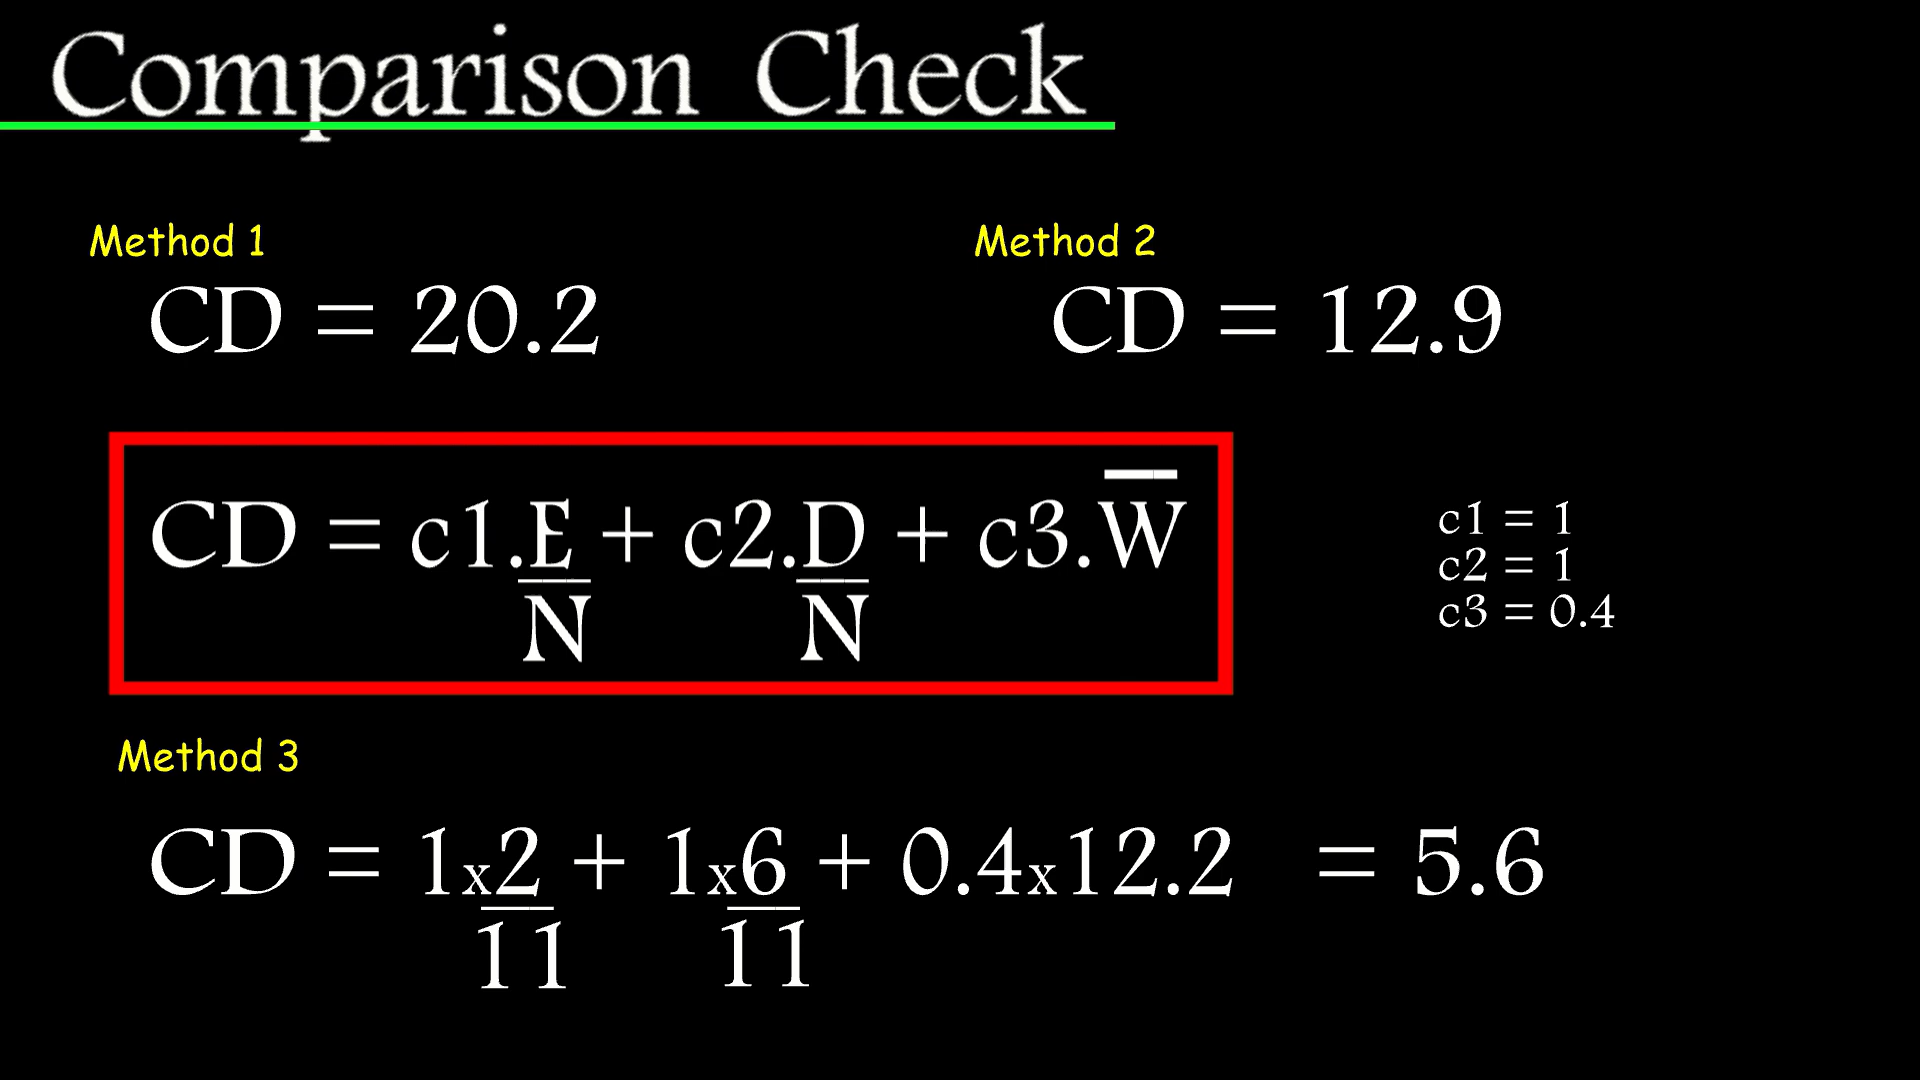 Comparison Check
Method 1
CD = 20.2
Method 2
CD = 12.9
CD = c1.E + c2.D + c3.W̅
N N
c1 = 1
c2 = 1
c3 = 0.4
Method 3
CD = 1x2 + 1x6 + 0.4x12.2 = 5.6
11 11